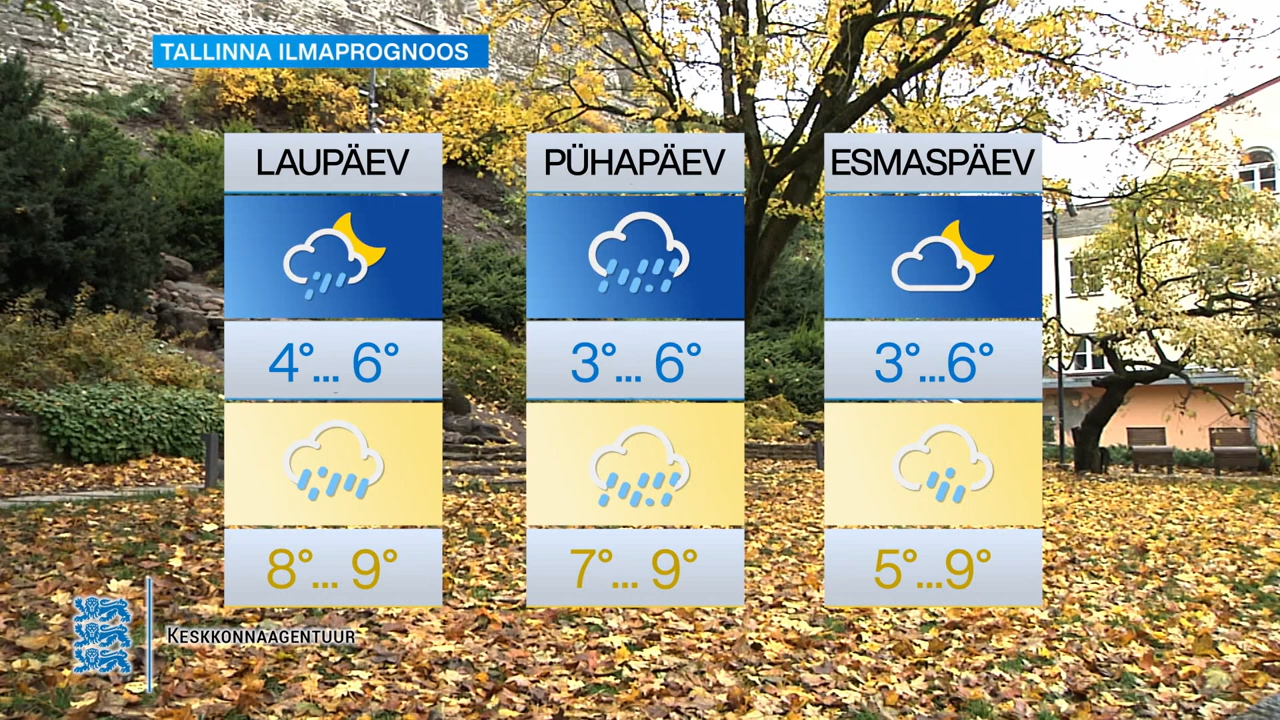 TALLINNA ILMAPROGNOOS
LAUPÄEV
4°... 6°
8°... 9°
PÜHAPÄEV
3°... 6°
7°... 9°
ESMASPÄEV
3°...6°
5°...9°
KESKKONNAAGENTUUR